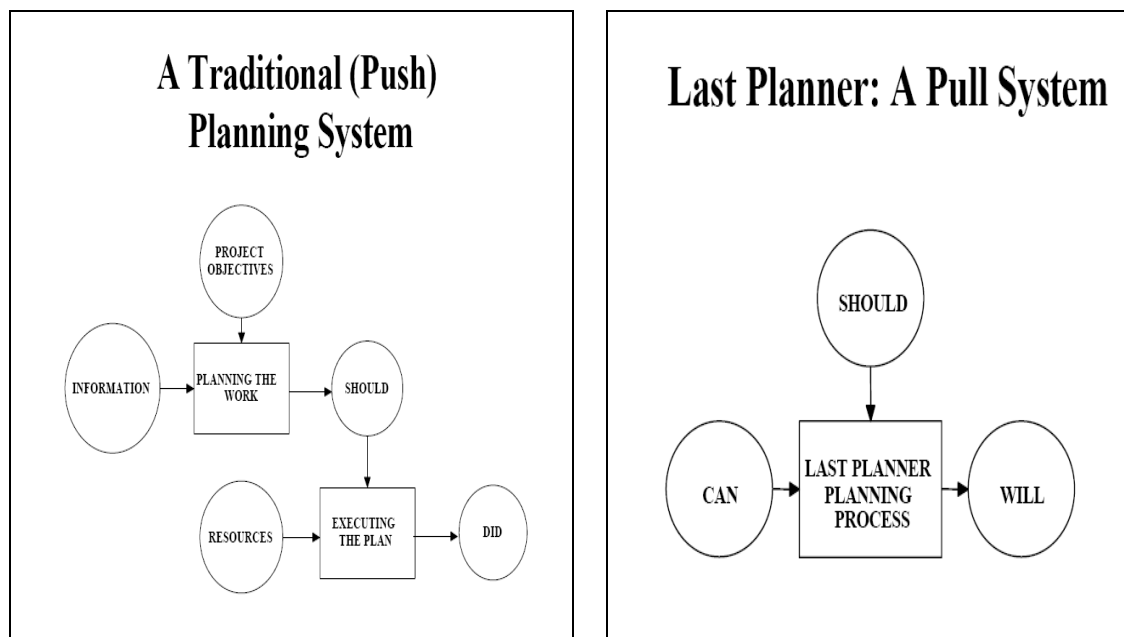 A Traditional (Push)
Planning System
PROJECT
OBJECTIVES
INFORMATION
PLANNING THE
WORK
SHOULD
RESOURCES
EXECUTING
THE PLAN
DID
Last Planner: A Pull System
SHOULD
CAN
LAST PLANNER
PLANNING
PROCESS
WILL